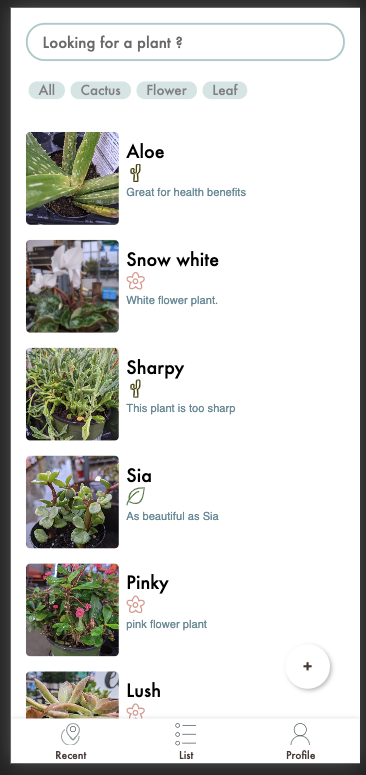 Looking for a plant ?
All Cactus Flower Leaf
Aloe
Great for health benefits
Snow white
White flower plant.
Sharpy
This plant is too sharp
Sia
As beautiful as Sia
Pinky
pink flower plant
+
Lush
Recent List Profile